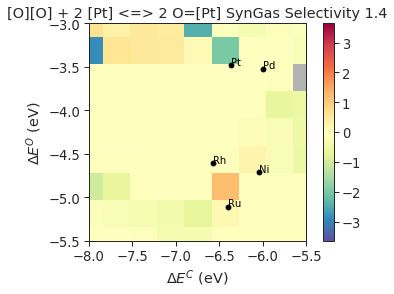 [O][O] + 2 [Pt] <=> 2 O=[Pt] SynGas Selectivity 1.4
−3.0
−3.5
−4.0
−4.5
−5.0
−5.5
ΔE^O (eV)
Pt
Pd
Rh
Ni
Ru
−8.0 −7.5 −7.0 −6.5 −6.0 −5.5
ΔE^C (eV)
3
2
1
0
−1
−2
−3